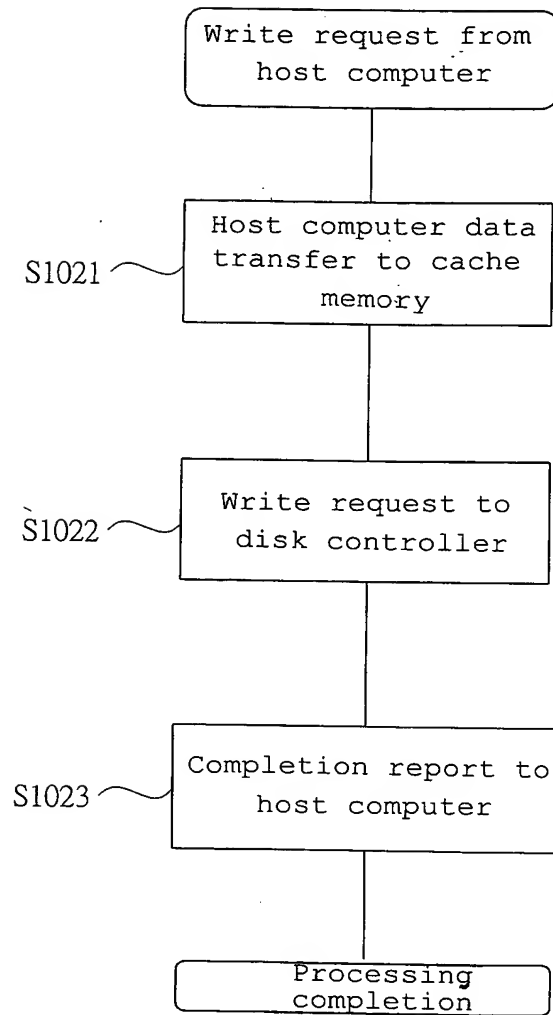 Write request from
host computer
S1021
Host computer data
transfer to cache
memory
S1022
Write request to
disk controller
S1023
Completion report to
host computer
Processing
completion